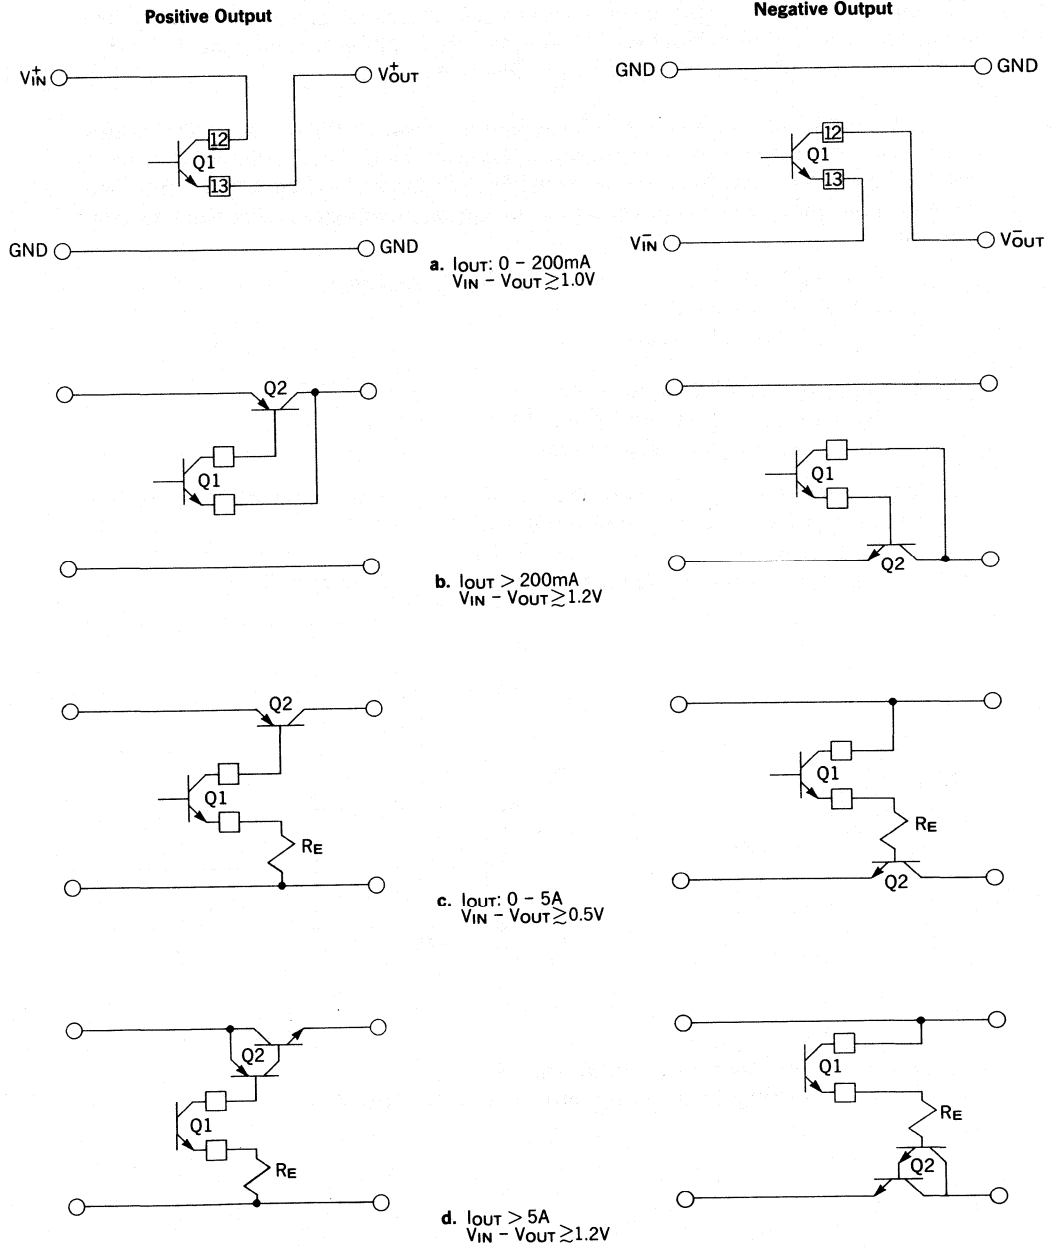 Positive Output
Negative Output
V+IN
V+OUT
12
Q1
13
GND
GND
GND
GND
12
Q1
13
V−IN
V−OUT
a. IOUT: 0 – 200mA
VIN – VOUT ≳ 1.0V
Q2
Q1
Q1
Q2
b. IOUT > 200mA
VIN – VOUT ≳ 1.2V
Q2
Q1
RE
Q1
RE
Q2
c. IOUT: 0 – 5A
VIN – VOUT ≳ 0.5V
Q2
Q1
RE
Q1
RE
Q2
d. IOUT > 5A
VIN – VOUT ≳ 1.2V